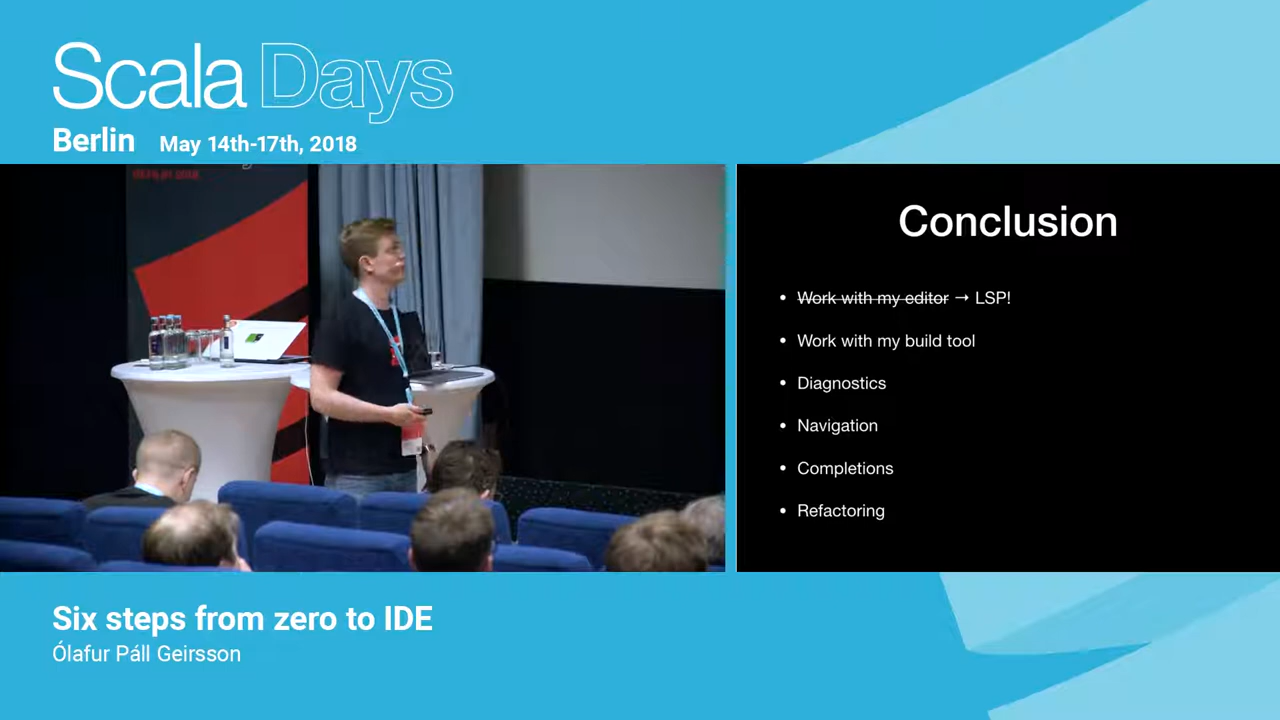 Scala Days
Berlin May 14th-17th, 2018
Conclusion
• Work with my editor → LSP!
• Work with my build tool
• Diagnostics
• Navigation
• Completions
• Refactoring
Six steps from zero to IDE
Ólafur Páll Geirsson